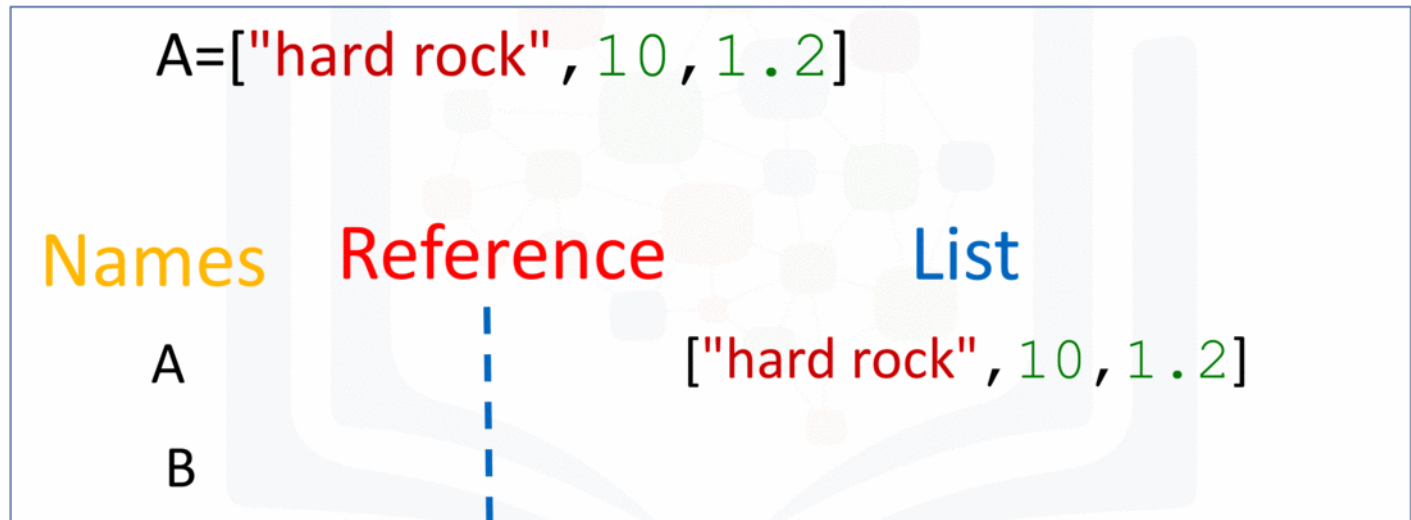 A=["hard rock",10,1.2]
Names Reference List
A ["hard rock",10,1.2]
B